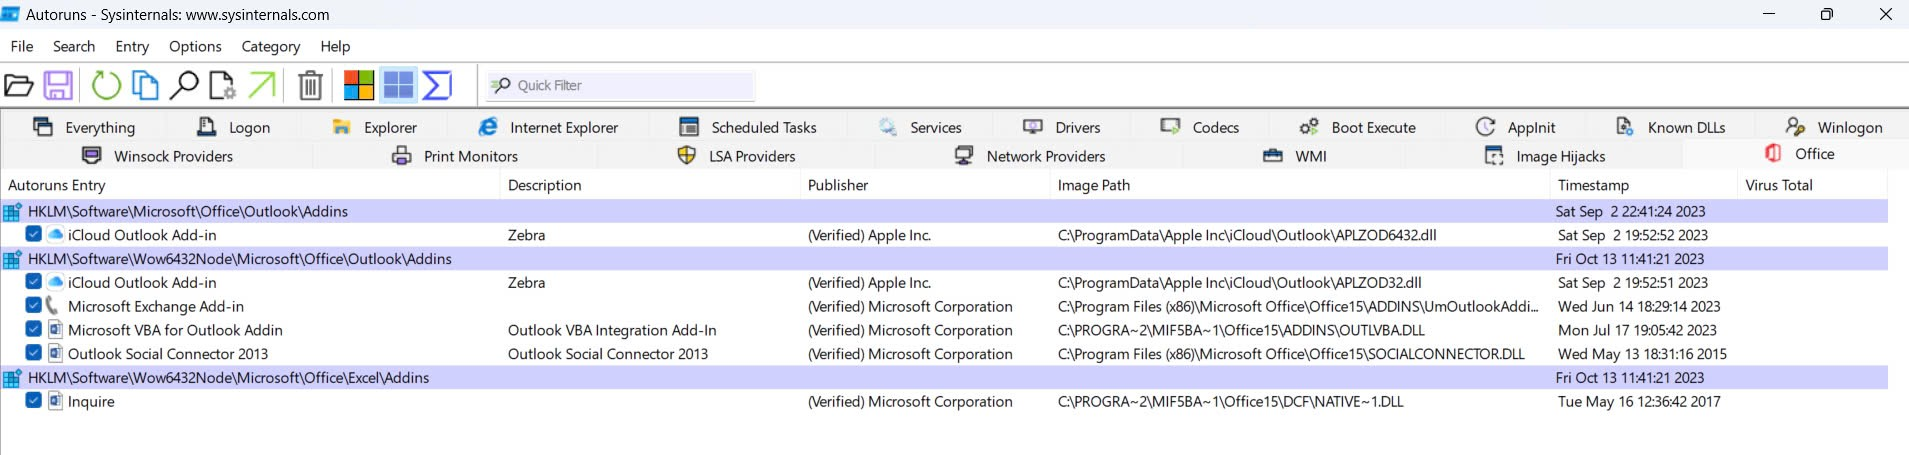 Autoruns - Sysinternals: www.sysinternals.com
File Search Entry Options Category Help
Quick Filter
Everything Logon Explorer Internet Explorer Scheduled Tasks Services Drivers Codecs Boot Execute AppInit Known DLLs Winlogon
Winsock Providers Print Monitors LSA Providers Network Providers WMI Image Hijacks Office
Autoruns Entry Description Publisher Image Path Timestamp Virus Total
HKLM\Software\Microsoft\Office\Outlook\Addins Sat Sep 2 22:41:24 2023
iCloud Outlook Add-in Zebra (Verified) Apple Inc. C:\ProgramData\Apple Inc\iCloud\Outlook\APLZOD6432.dll Sat Sep 2 19:52:52 2023
HKLM\Software\Wow6432Node\Microsoft\Office\Outlook\Addins Fri Oct 13 11:41:21 2023
iCloud Outlook Add-in Zebra (Verified) Apple Inc. C:\ProgramData\Apple Inc\iCloud\Outlook\APLZOD32.dll Sat Sep 2 19:52:51 2023
Microsoft Exchange Add-in (Verified) Microsoft Corporation C:\Program Files (x86)\Microsoft Office\Office15\ADDINS\UmOutlookAddi... Wed Jun 14 18:29:14 2023
Microsoft VBA for Outlook Addin Outlook VBA Integration Add-In (Verified) Microsoft Corporation C:\PROGRA~2\MIF5BA~1\Office15\ADDINS\OUTLVBA.DLL Mon Jul 17 19:05:42 2023
Outlook Social Connector 2013 Outlook Social Connector 2013 (Verified) Microsoft Corporation C:\Program Files (x86)\Microsoft Office\Office15\SOCIALCONNECTOR.DLL Wed May 13 18:31:16 2015
HKLM\Software\Wow6432Node\Microsoft\Office\Excel\Addins Fri Oct 13 11:41:21 2023
Inquire (Verified) Microsoft Corporation C:\PROGRA~2\MIF5BA~1\Office15\DCF\NATIVE~1.DLL Tue May 16 12:36:42 2017